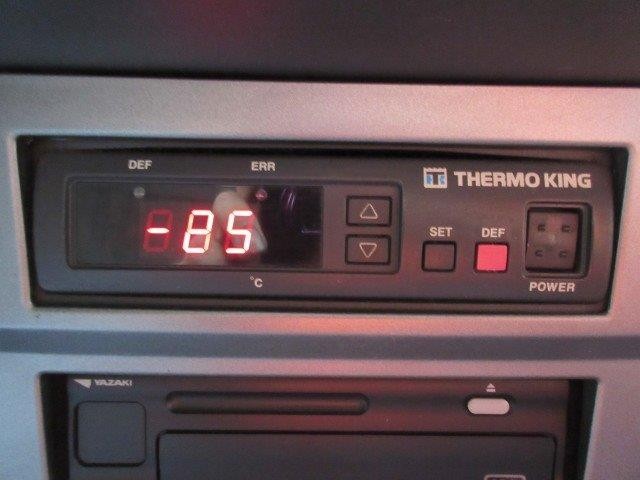 DEF ERR
-85
°C
THERMO KING
SET DEF
POWER
YAZAKI